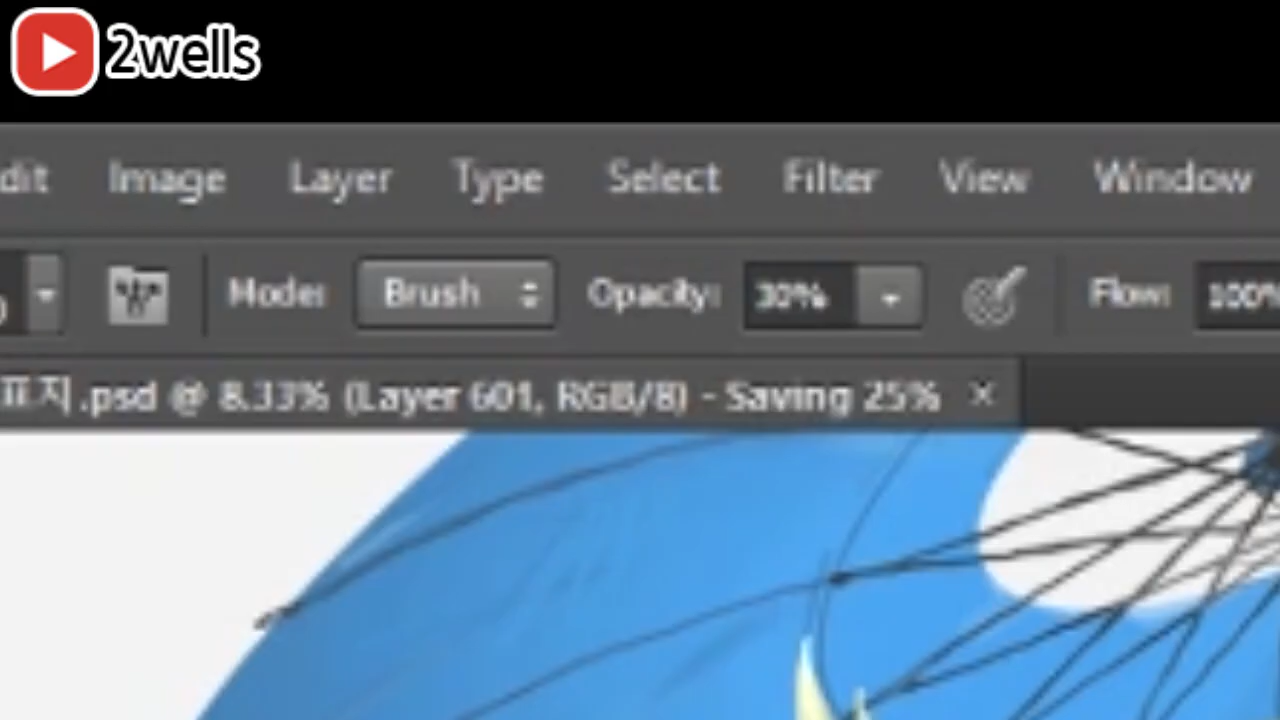 2wells
dit Image Layer Type Select Filter View Window
Mode: Brush Opacity: 30% Flow: 100%
표지.psd @ 8.33% (Layer 601, RGB/8) - Saving 25% ×